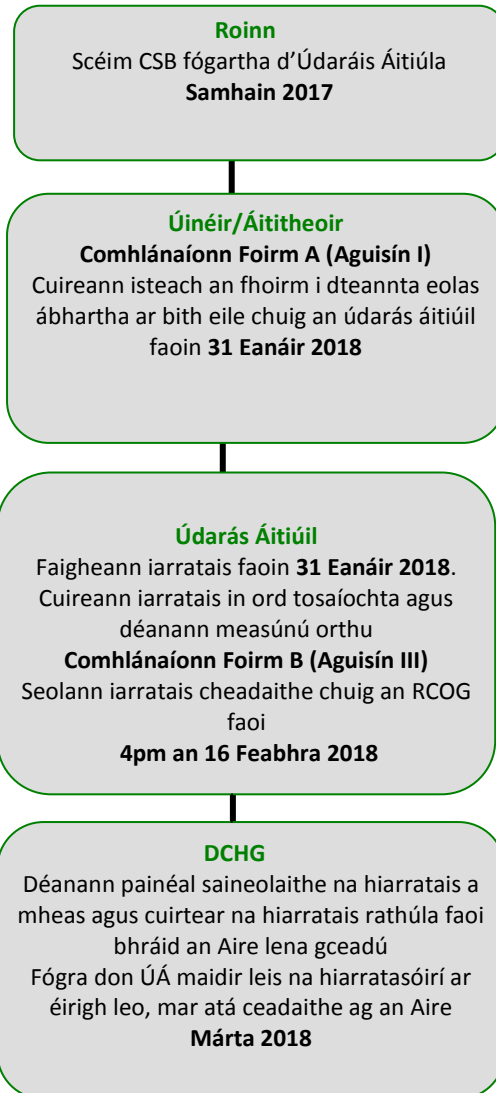 Roinn
Scéim CSB fógartha d’Údaráis Áitiúla
Samhain 2017
Úinéir/Áititheoir
Comhlánaíonn Foirm A (Aguisín I)
Cuireann isteach an fhoirm i dteannta eolas
ábhartha ar bith eile chuig an údarás áitiúil
faoin 31 Eanáir 2018
Údarás Áitiúil
Faigheann iarratais faoin 31 Eanáir 2018.
Cuireann iarratais in ord tosaíochta agus
déanann measúnú orthu
Comhlánaíonn Foirm B (Aguisín III)
Seolann iarratais cheadaithe chuig an RCOG
faoi
4pm an 16 Feabhra 2018
DCHG
Déanann painéal saineolaithe na hiarratais a
mheas agus cuirtear na hiarratais rathúla faoi
bhráid an Aire lena gceadú
Fógra don ÚÁ maidir leis na hiarratasóirí ar
éirigh leo, mar atá ceadaithe ag an Aire
Márta 2018